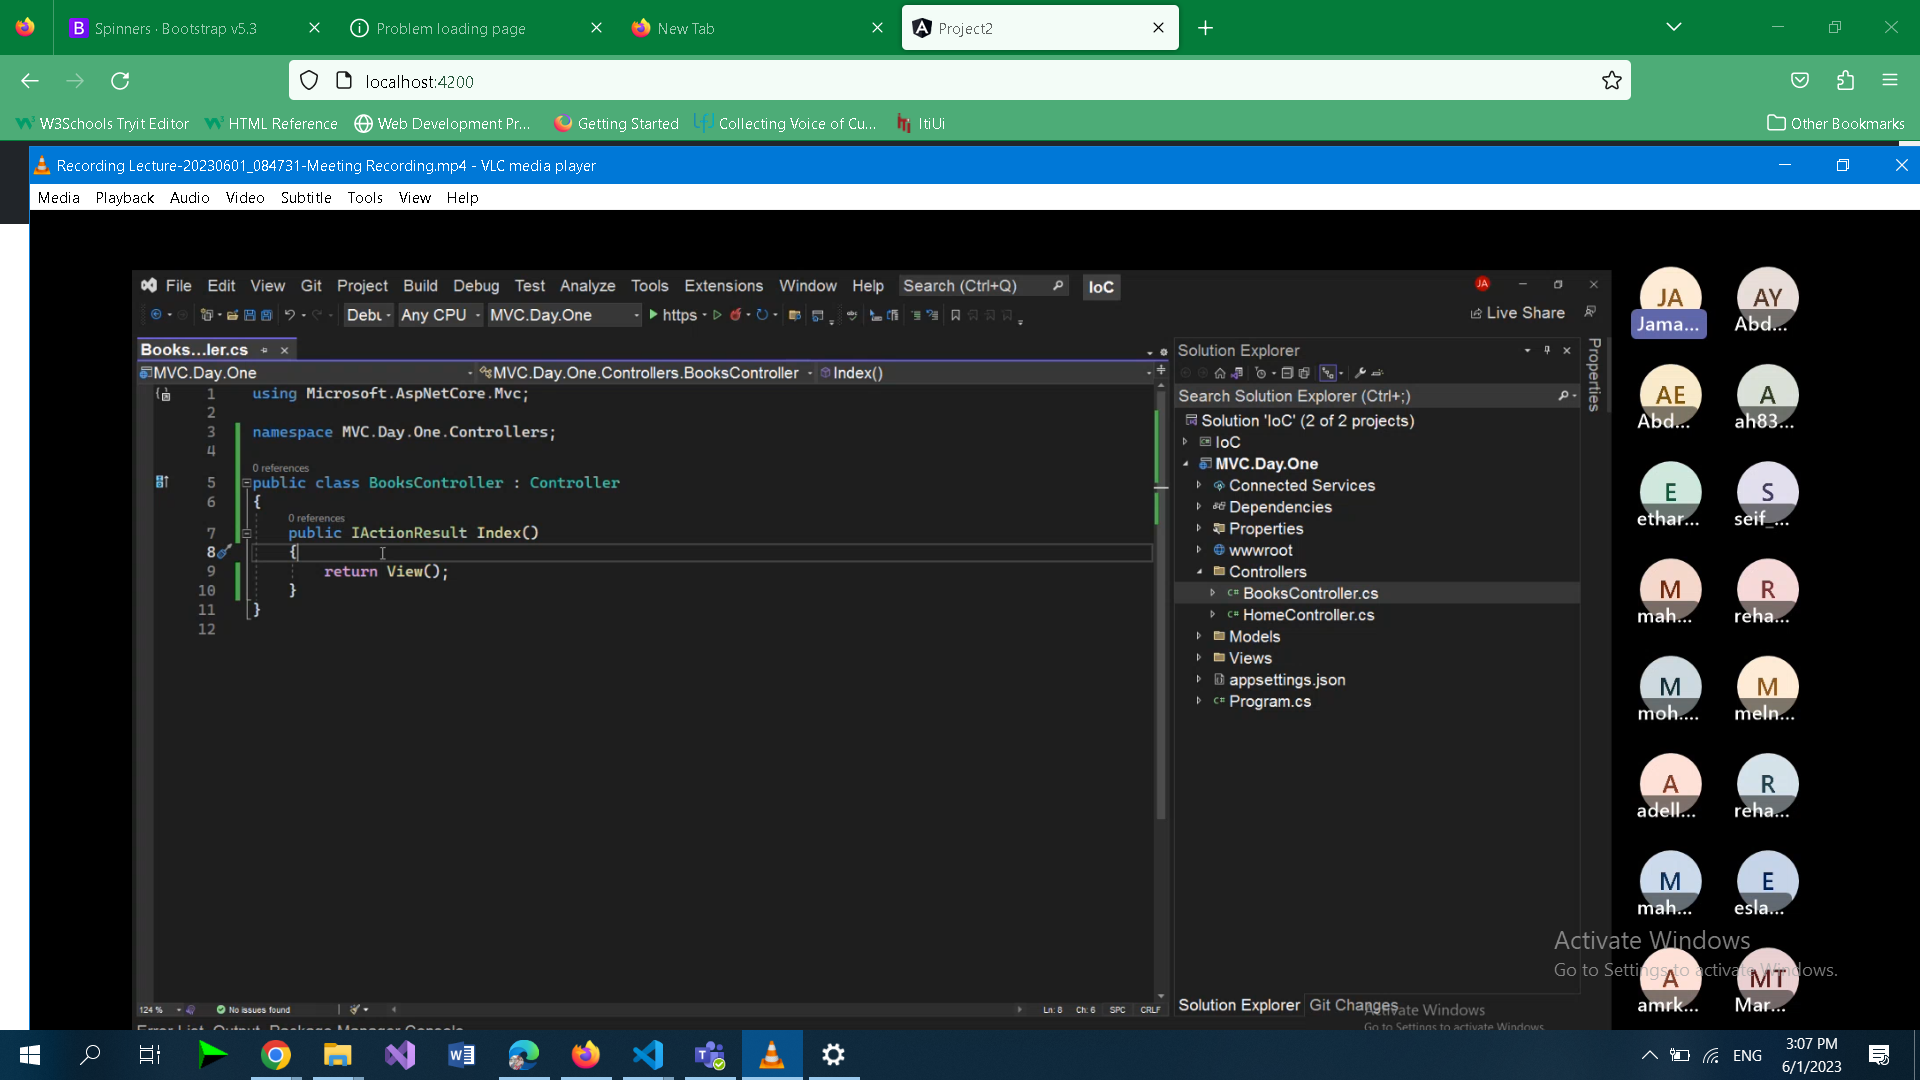 Spinners · Bootstrap v5.3
Problem loading page
New Tab
Project2
localhost:4200
W3Schools Tryit Editor
HTML Reference
Web Development Pr...
Getting Started
Collecting Voice of Cu...
ItiUi
Other Bookmarks
Recording Lecture-20230601_084731-Meeting Recording.mp4 - VLC media player
Media Playback Audio Video Subtitle Tools View Help
File Edit View Git Project Build Debug Test Analyze Tools Extensions Window Help Search (Ctrl+Q) IoC JA
Debu Any CPU MVC.Day.One https Live Share
Books...ler.cs
MVC.Day.One MVC.Day.One.Controllers.BooksController Index()
1 using Microsoft.AspNetCore.Mvc;
2
3 namespace MVC.Day.One.Controllers;
4
0 references
5 public class BooksController : Controller
6 {
0 references
7 public IActionResult Index()
8 {
9 return View();
10 }
11 }
12
124 % No issues found Ln: 8 Ch: 6 SPC CRLF
Error List Output Package Manager Console
Solution Explorer
Search Solution Explorer (Ctrl+;)
Solution 'IoC' (2 of 2 projects)
IoC
MVC.Day.One
Connected Services
Dependencies
Properties
wwwroot
Controllers
BooksController.cs
HomeController.cs
Models
Views
appsettings.json
Program.cs
Solution Explorer Git Changes
Properties
Activate Windows
Go to Settings to activate Windows.
JA
Jama...
AY
Abd...
AE
Abd...
A
ah83...
E
ethar...
S
seif_...
M
mah...
R
reha...
M
moh....
M
meln...
A
adell...
R
reha...
M
mah...
E
esla...
A
amrk...
MT
Mar...
Activate Windows
Go to Settings to activate Windows.
ENG
3:07 PM
6/1/2023